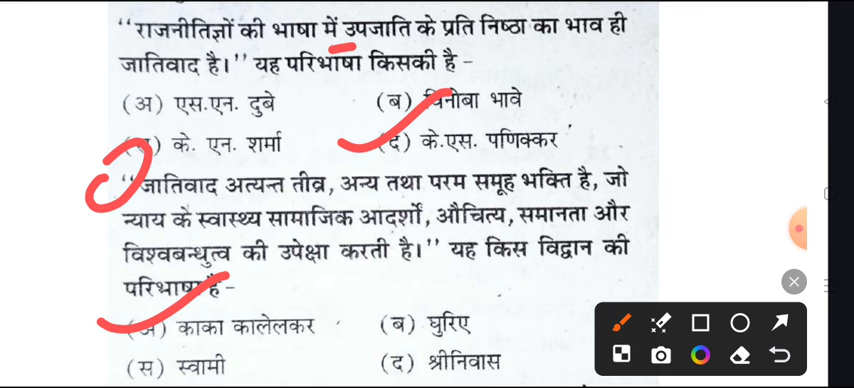 ‘‘राजनीतिज्ञों की भाषा में उपजाति के प्रति निष्ठा का भाव ही
जातिवाद है।’’ यह परिभाषा किसकी है -
(अ) एस.एन. दुबे (ब) विनोबा भावे
(स) के. एन. शर्मा (द) के.एस. पणिक्कर
‘‘जातिवाद अत्यन्त तीव्र, अन्य तथा परम समूह भक्ति है, जो
न्याय के स्वास्थ्य सामाजिक आदर्शों, औचित्य, समानता और
विश्वबन्धुत्व की उपेक्षा करती है।’’ यह किस विद्वान की
परिभाषा है -
(अ) काका कालेलकर (ब) घुरिए
(स) स्वामी (द) श्रीनिवास